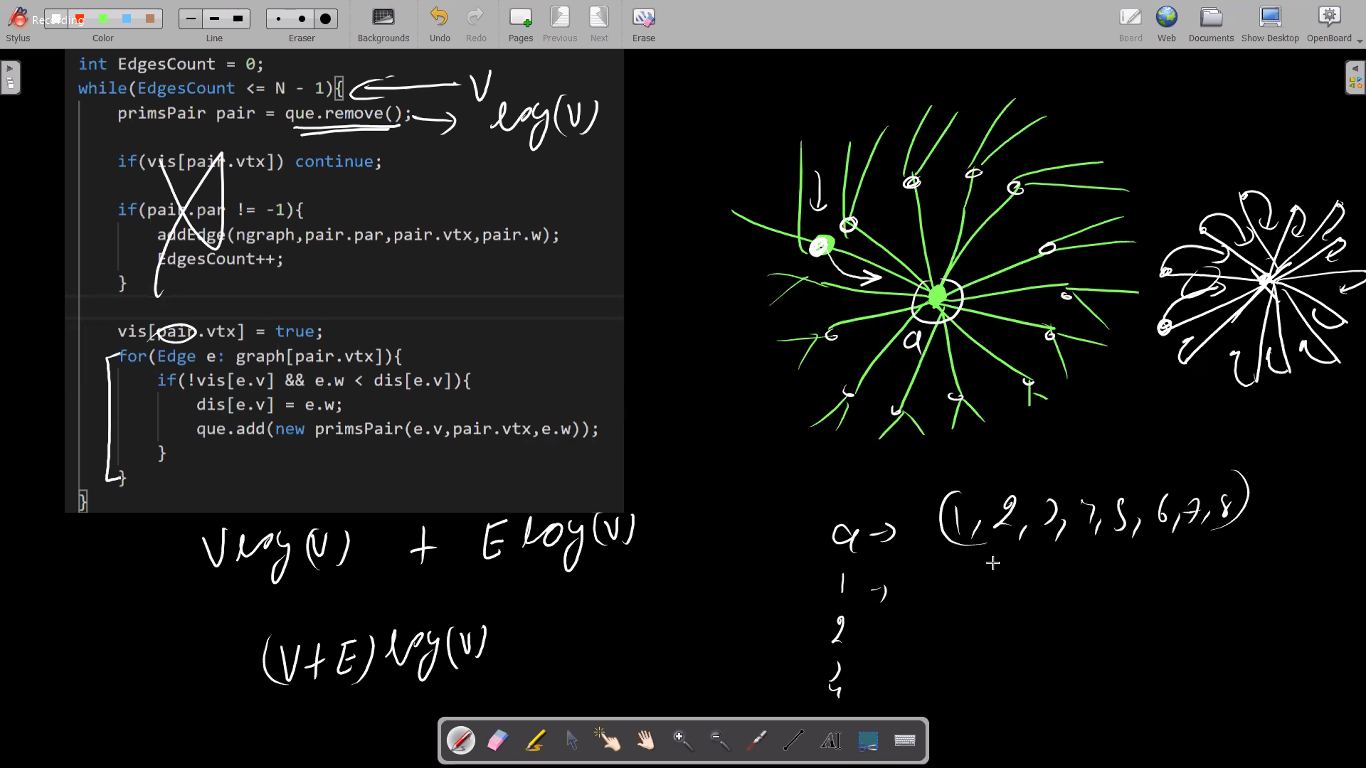 Recording
Stylus
Color
Line
Eraser
Backgrounds
Undo
Redo
Pages
Previous
Next
Erase
Board
Web
Documents
Show Desktop
OpenBoard
int EdgesCount = 0;
while(EdgesCount <= N - 1){
primsPair pair = que.remove();
if(vis[pair.vtx]) continue;
if(pair.par != -1){
addEdge(ngraph,pair.par,pair.vtx,pair.w);
EdgesCount++;
}
vis[pair.vtx] = true;
for(Edge e: graph[pair.vtx]){
if(!vis[e.v] && e.w < dis[e.v]){
dis[e.v] = e.w;
que.add(new primsPair(e.v,pair.vtx,e.w));
}
}
}
V
log(V)
a
V log(V) + E log(V)
(V+E) log(V)
a → (1, 2, 3, 4, 5, 6, 7, 8)
1 →
2
3
4